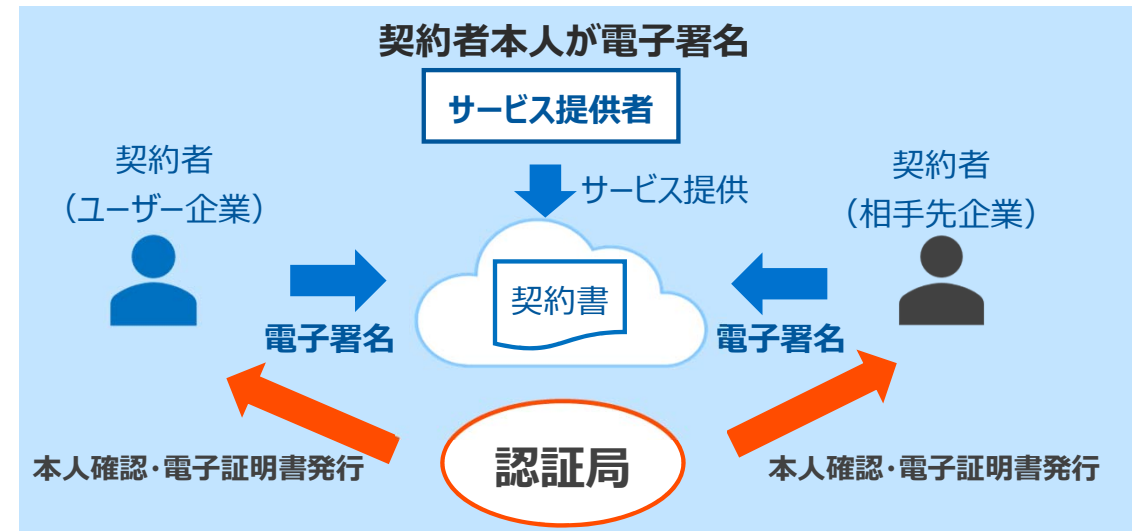 契約者本人が電子署名
サービス提供者
契約者
（ユーザー企業）
サービス提供
契約者
（相手先企業）
契約書
電子署名
電子署名
認証局
本人確認・電子証明書発行
本人確認・電子証明書発行